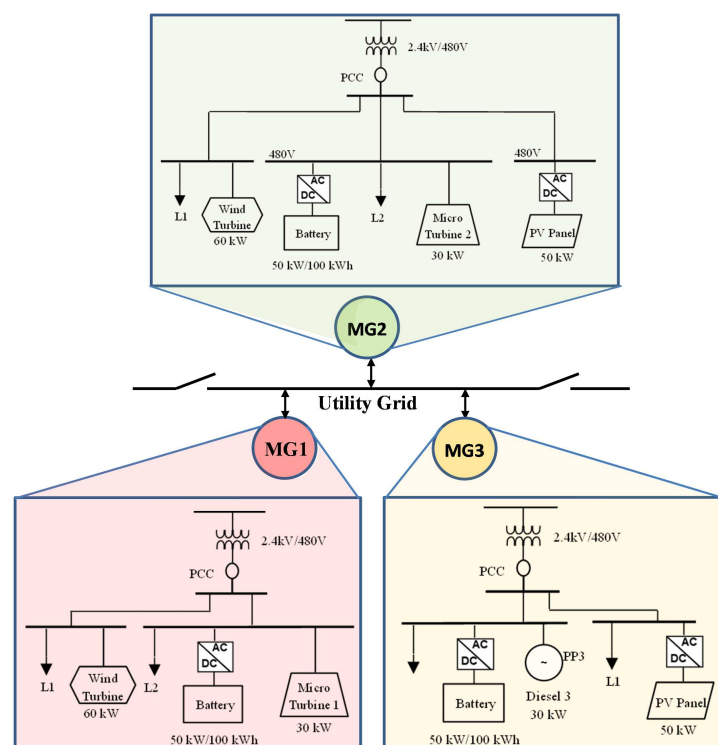 2.4kV/480V
PCC
480V
480V
AC
DC
AC
DC
L1
Wind
Turbine
60 kW
Battery
50 kW/100 kWh
L2
Micro
Turbine 2
30 kW
PV Panel
50 kW
MG2
Utility Grid
MG1
MG3
2.4kV/480V
PCC
L1
Wind
Turbine
60 kW
L2
AC
DC
Battery
50 kW/100 kWh
Micro
Turbine 1
30 kW
2.4kV/480V
PCC
AC
DC
Battery
50 kW/100 kWh
~
PP3
Diesel 3
30 kW
L1
AC
DC
PV Panel
50 kW